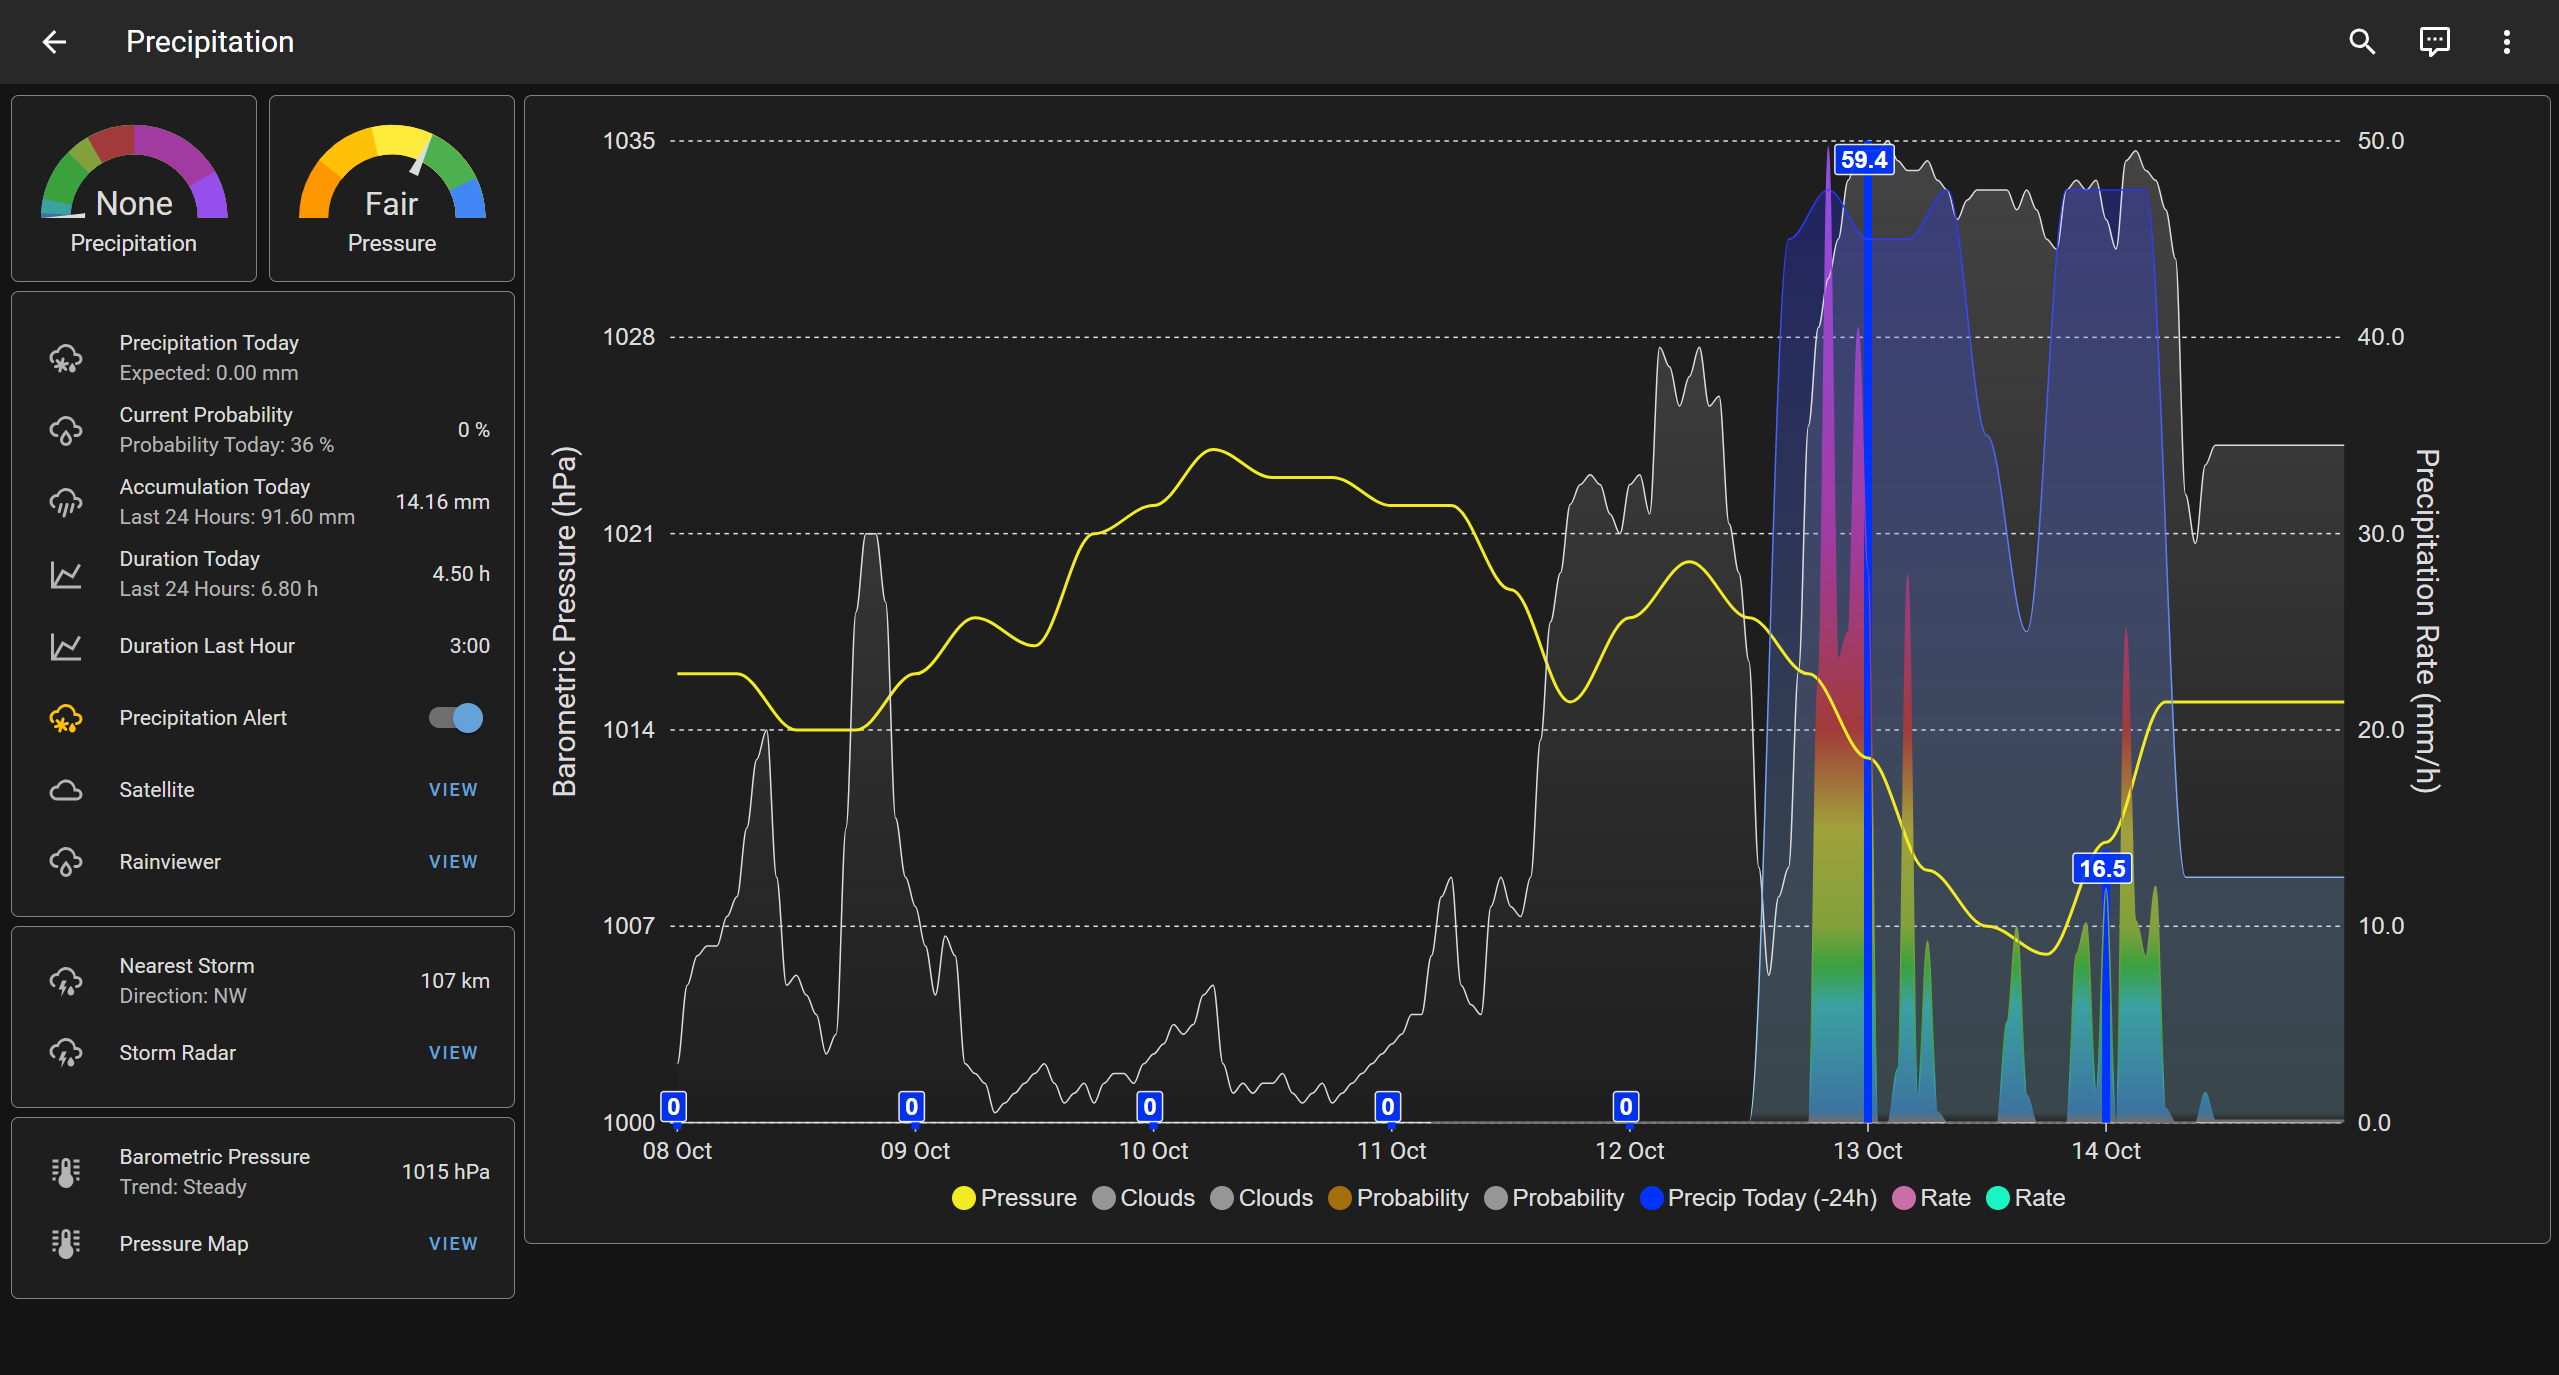 Precipitation
None
Precipitation
Fair
Pressure
Precipitation Today
Expected: 0.00 mm
Current Probability
Probability Today: 36 %
0 %
Accumulation Today
Last 24 Hours: 91.60 mm
14.16 mm
Duration Today
Last 24 Hours: 6.80 h
4.50 h
Duration Last Hour
3:00
Precipitation Alert
Satellite
VIEW
Rainviewer
VIEW
Nearest Storm
Direction: NW
107 km
Storm Radar
VIEW
Barometric Pressure
Trend: Steady
1015 hPa
Pressure Map
VIEW
Barometric Pressure (hPa)
1035
1028
1021
1014
1007
1000
59.4
16.5
0
0
0
0
0
08 Oct
09 Oct
10 Oct
11 Oct
12 Oct
13 Oct
14 Oct
50.0
40.0
30.0
20.0
10.0
0.0
Precipitation Rate (mm/h)
Pressure Clouds Clouds Probability Probability Precip Today (-24h) Rate Rate